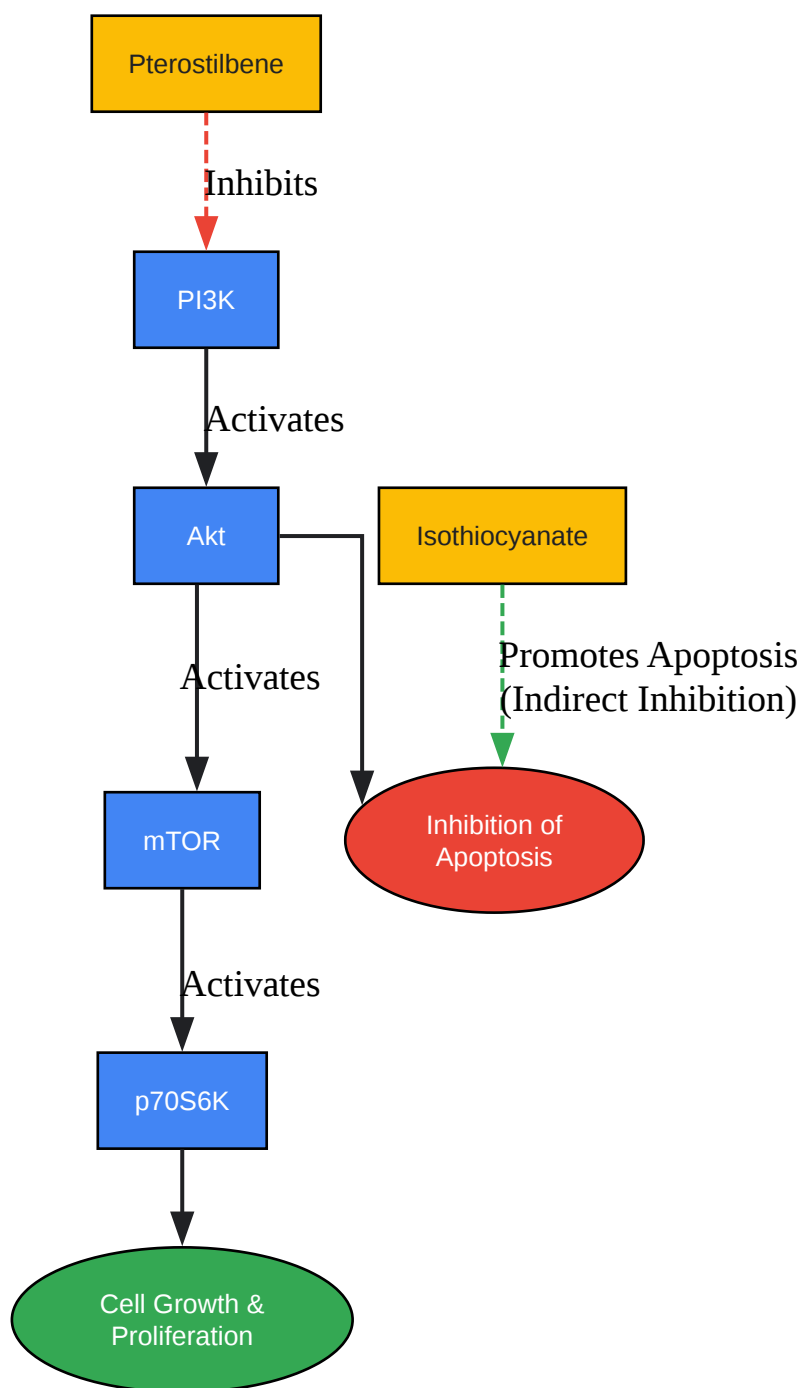 Pterostilbene
Inhibits
PI3K
Activates
Akt
Isothiocyanate
Activates
Promotes Apoptosis
(Indirect Inhibition)
mTOR
Inhibition of
Apoptosis
Activates
p70S6K
Cell Growth &
Proliferation